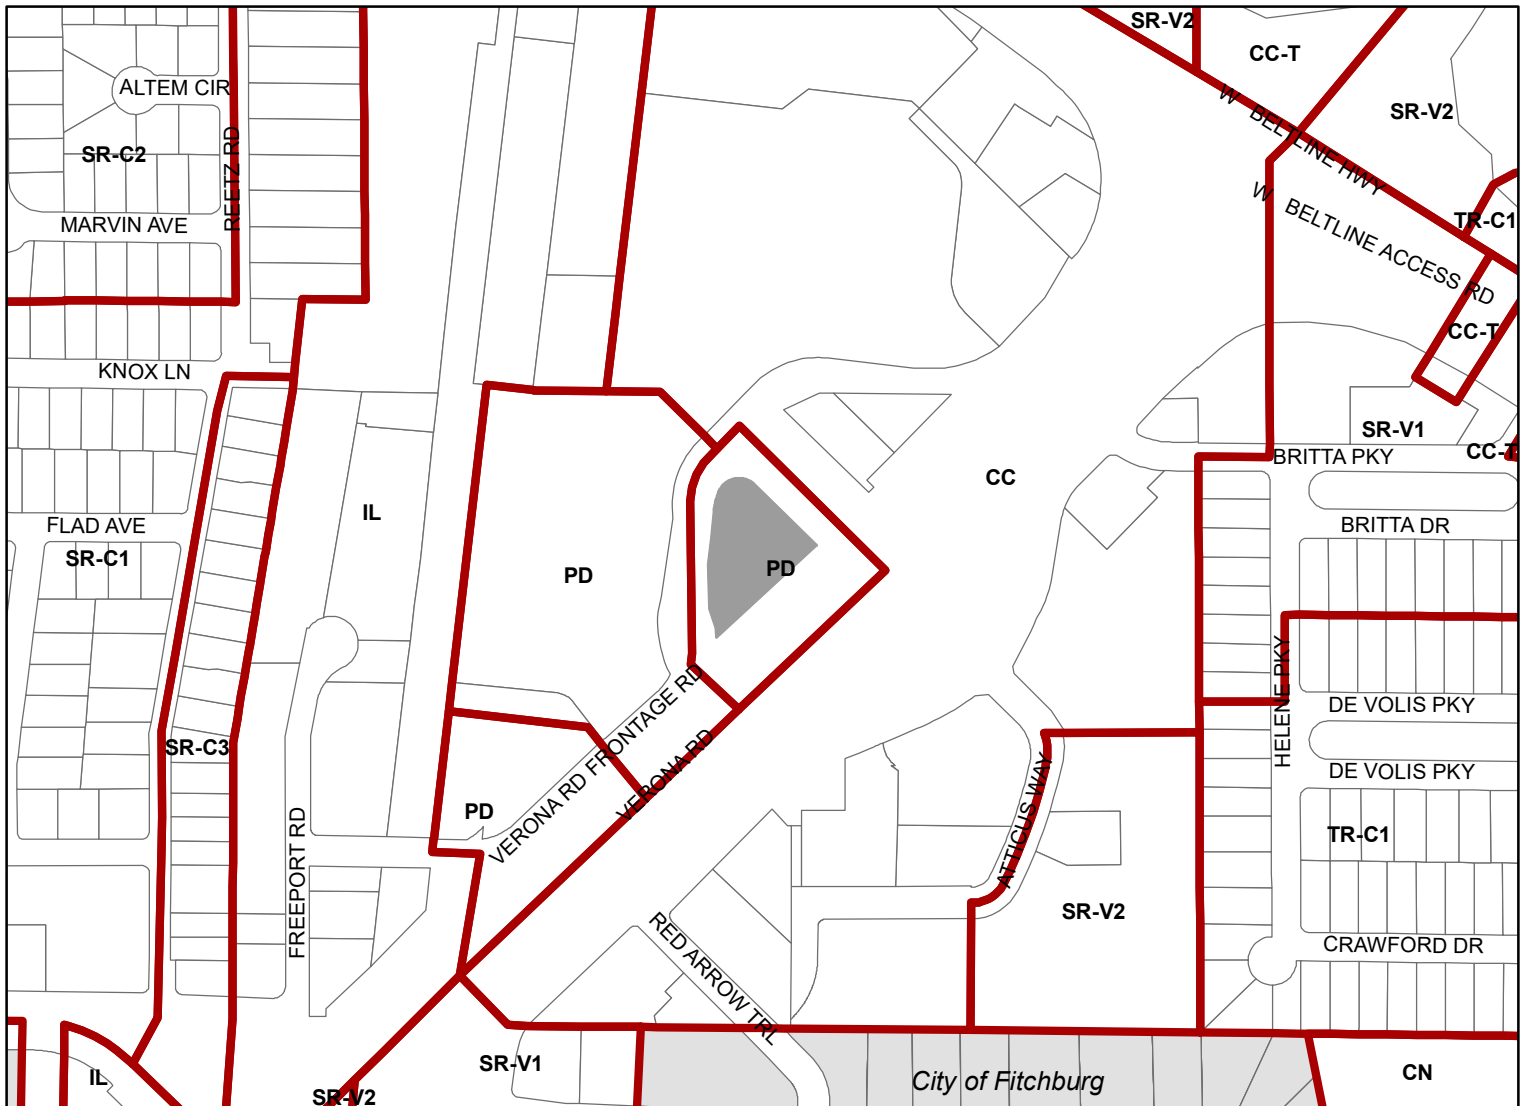 SR-V2
CC-T
ALTEM CIR
W BELTLINE HWY
SR-V2
SR-C2
REETZ RD
W BELTLINE ACCESS RD
MARVIN AVE
TR-C1
CC-T
KNOX LN
SR-V1
CC-T
BRITTA PKY
CC
IL
FLAD AVE
BRITTA DR
SR-C1
PD
PD
HELENE PKY
VERONA RD FRONTAGE RD
DE VOLIS PKY
SR-C3
VERONA RD
DE VOLIS PKY
ATTICUS WAY
PD
TR-C1
FREEPORT RD
SR-V2
RED ARROW TRL
CRAWFORD DR
SR-V1
IL
City of Fitchburg
CN
SR-V2